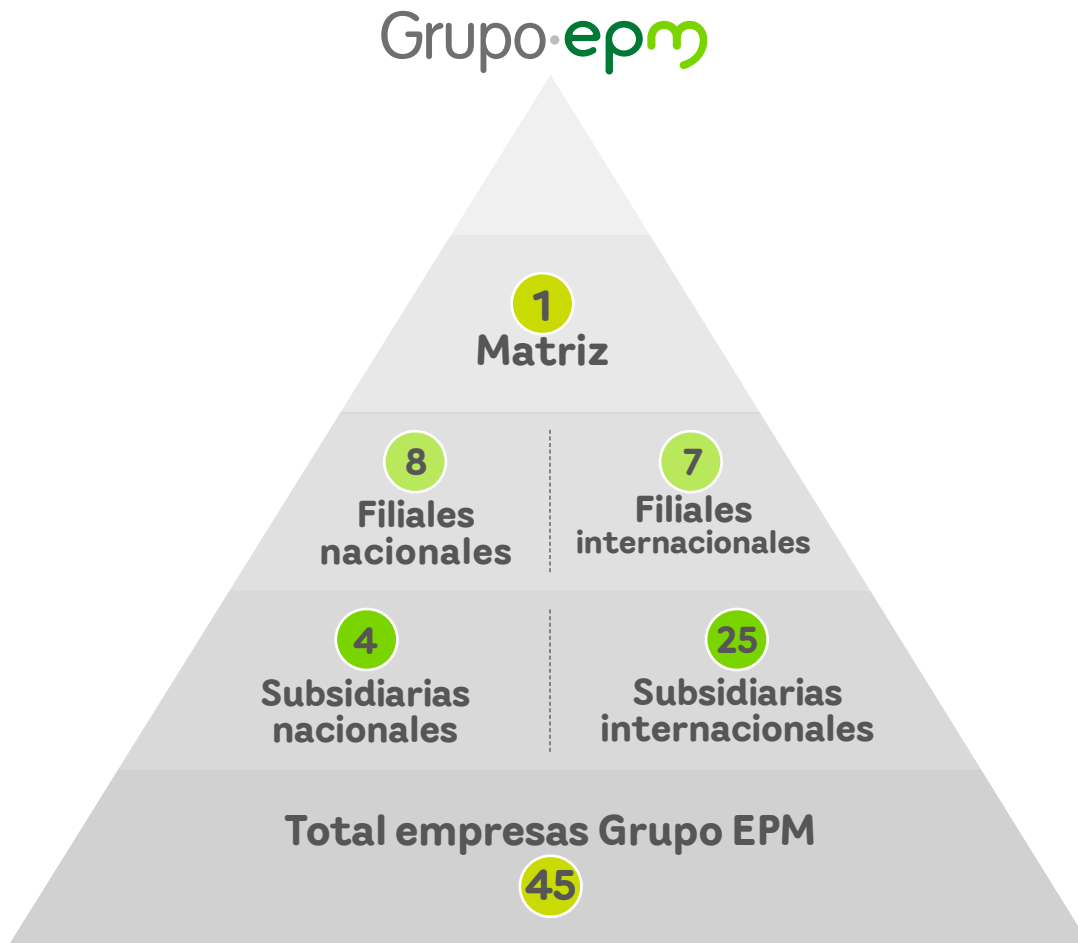 Grupo·epm
1
Matriz
8
Filiales
nacionales
7
Filiales
internacionales
4
Subsidiarias
nacionales
25
Subsidiarias
internacionales
Total empresas Grupo EPM
45